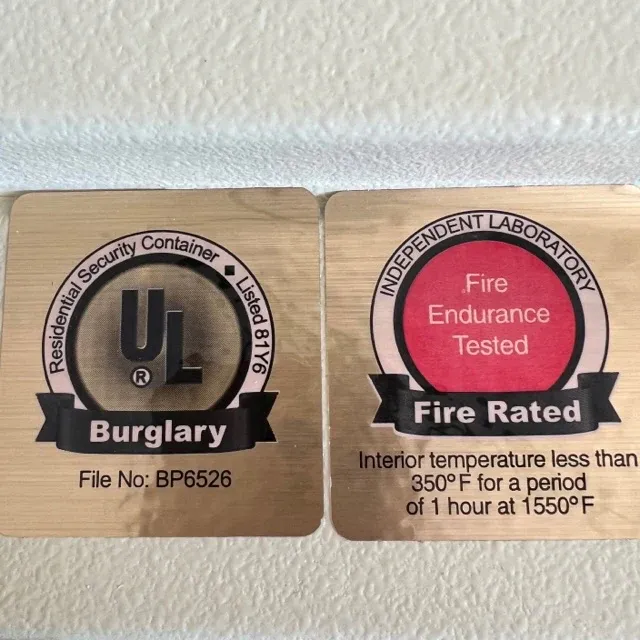 Residential Security Container ▪ Listed 81Y6
UL
®
Burglary
File No: BP6526
INDEPENDENT LABORATORY
Fire
Endurance
Tested
Fire Rated
Interior temperature less than
350°F for a period
of 1 hour at 1550°F